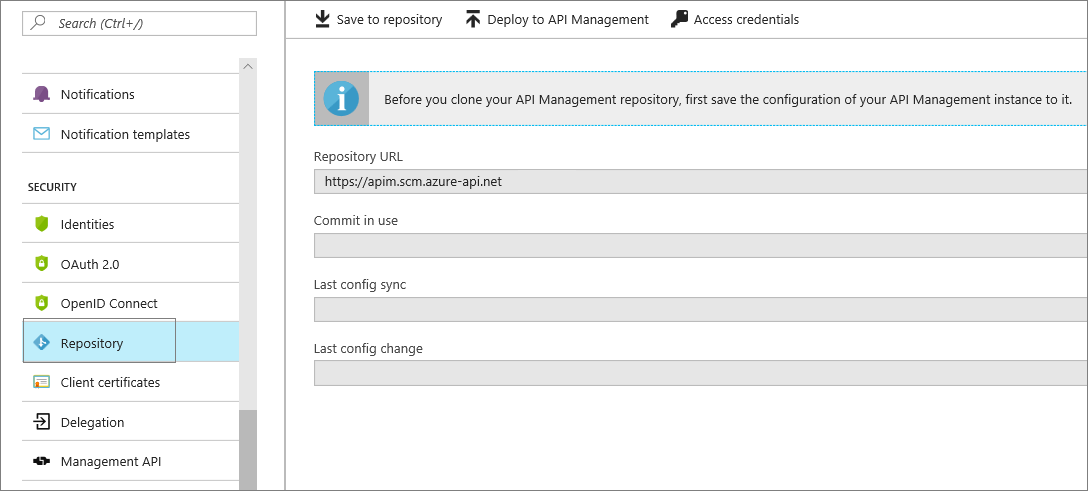 Search (Ctrl+/)
Notifications
Notification templates
SECURITY
Identities
OAuth 2.0
OpenID Connect
Repository
Client certificates
Delegation
Management API
Save to repository
Deploy to API Management
Access credentials
Before you clone your API Management repository, first save the configuration of your API Management instance to it.
Repository URL
https://apim.scm.azure-api.net
Commit in use
Last config sync
Last config change